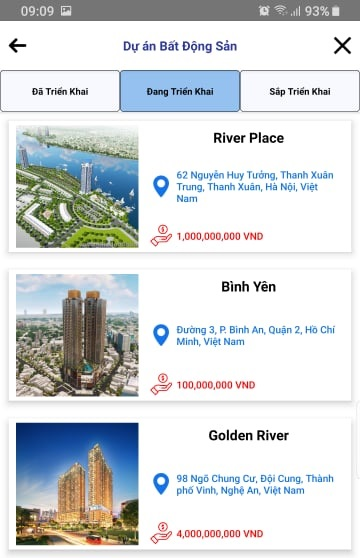 09:09 93%
Dự án Bất Động Sản
Đã Triển Khai Đang Triển Khai Sắp Triển Khai
River Place
62 Nguyễn Huy Tưởng, Thanh Xuân
Trung, Thanh Xuân, Hà Nội, Việt
Nam
1,000,000,000 VND
Bình Yên
Đường 3, P. Bình An, Quận 2, Hồ Chí
Minh, Việt Nam
100,000,000 VND
Golden River
98 Ngõ Chung Cư, Đội Cung, Thành
phố Vinh, Nghệ An, Việt Nam
4,000,000,000 VND